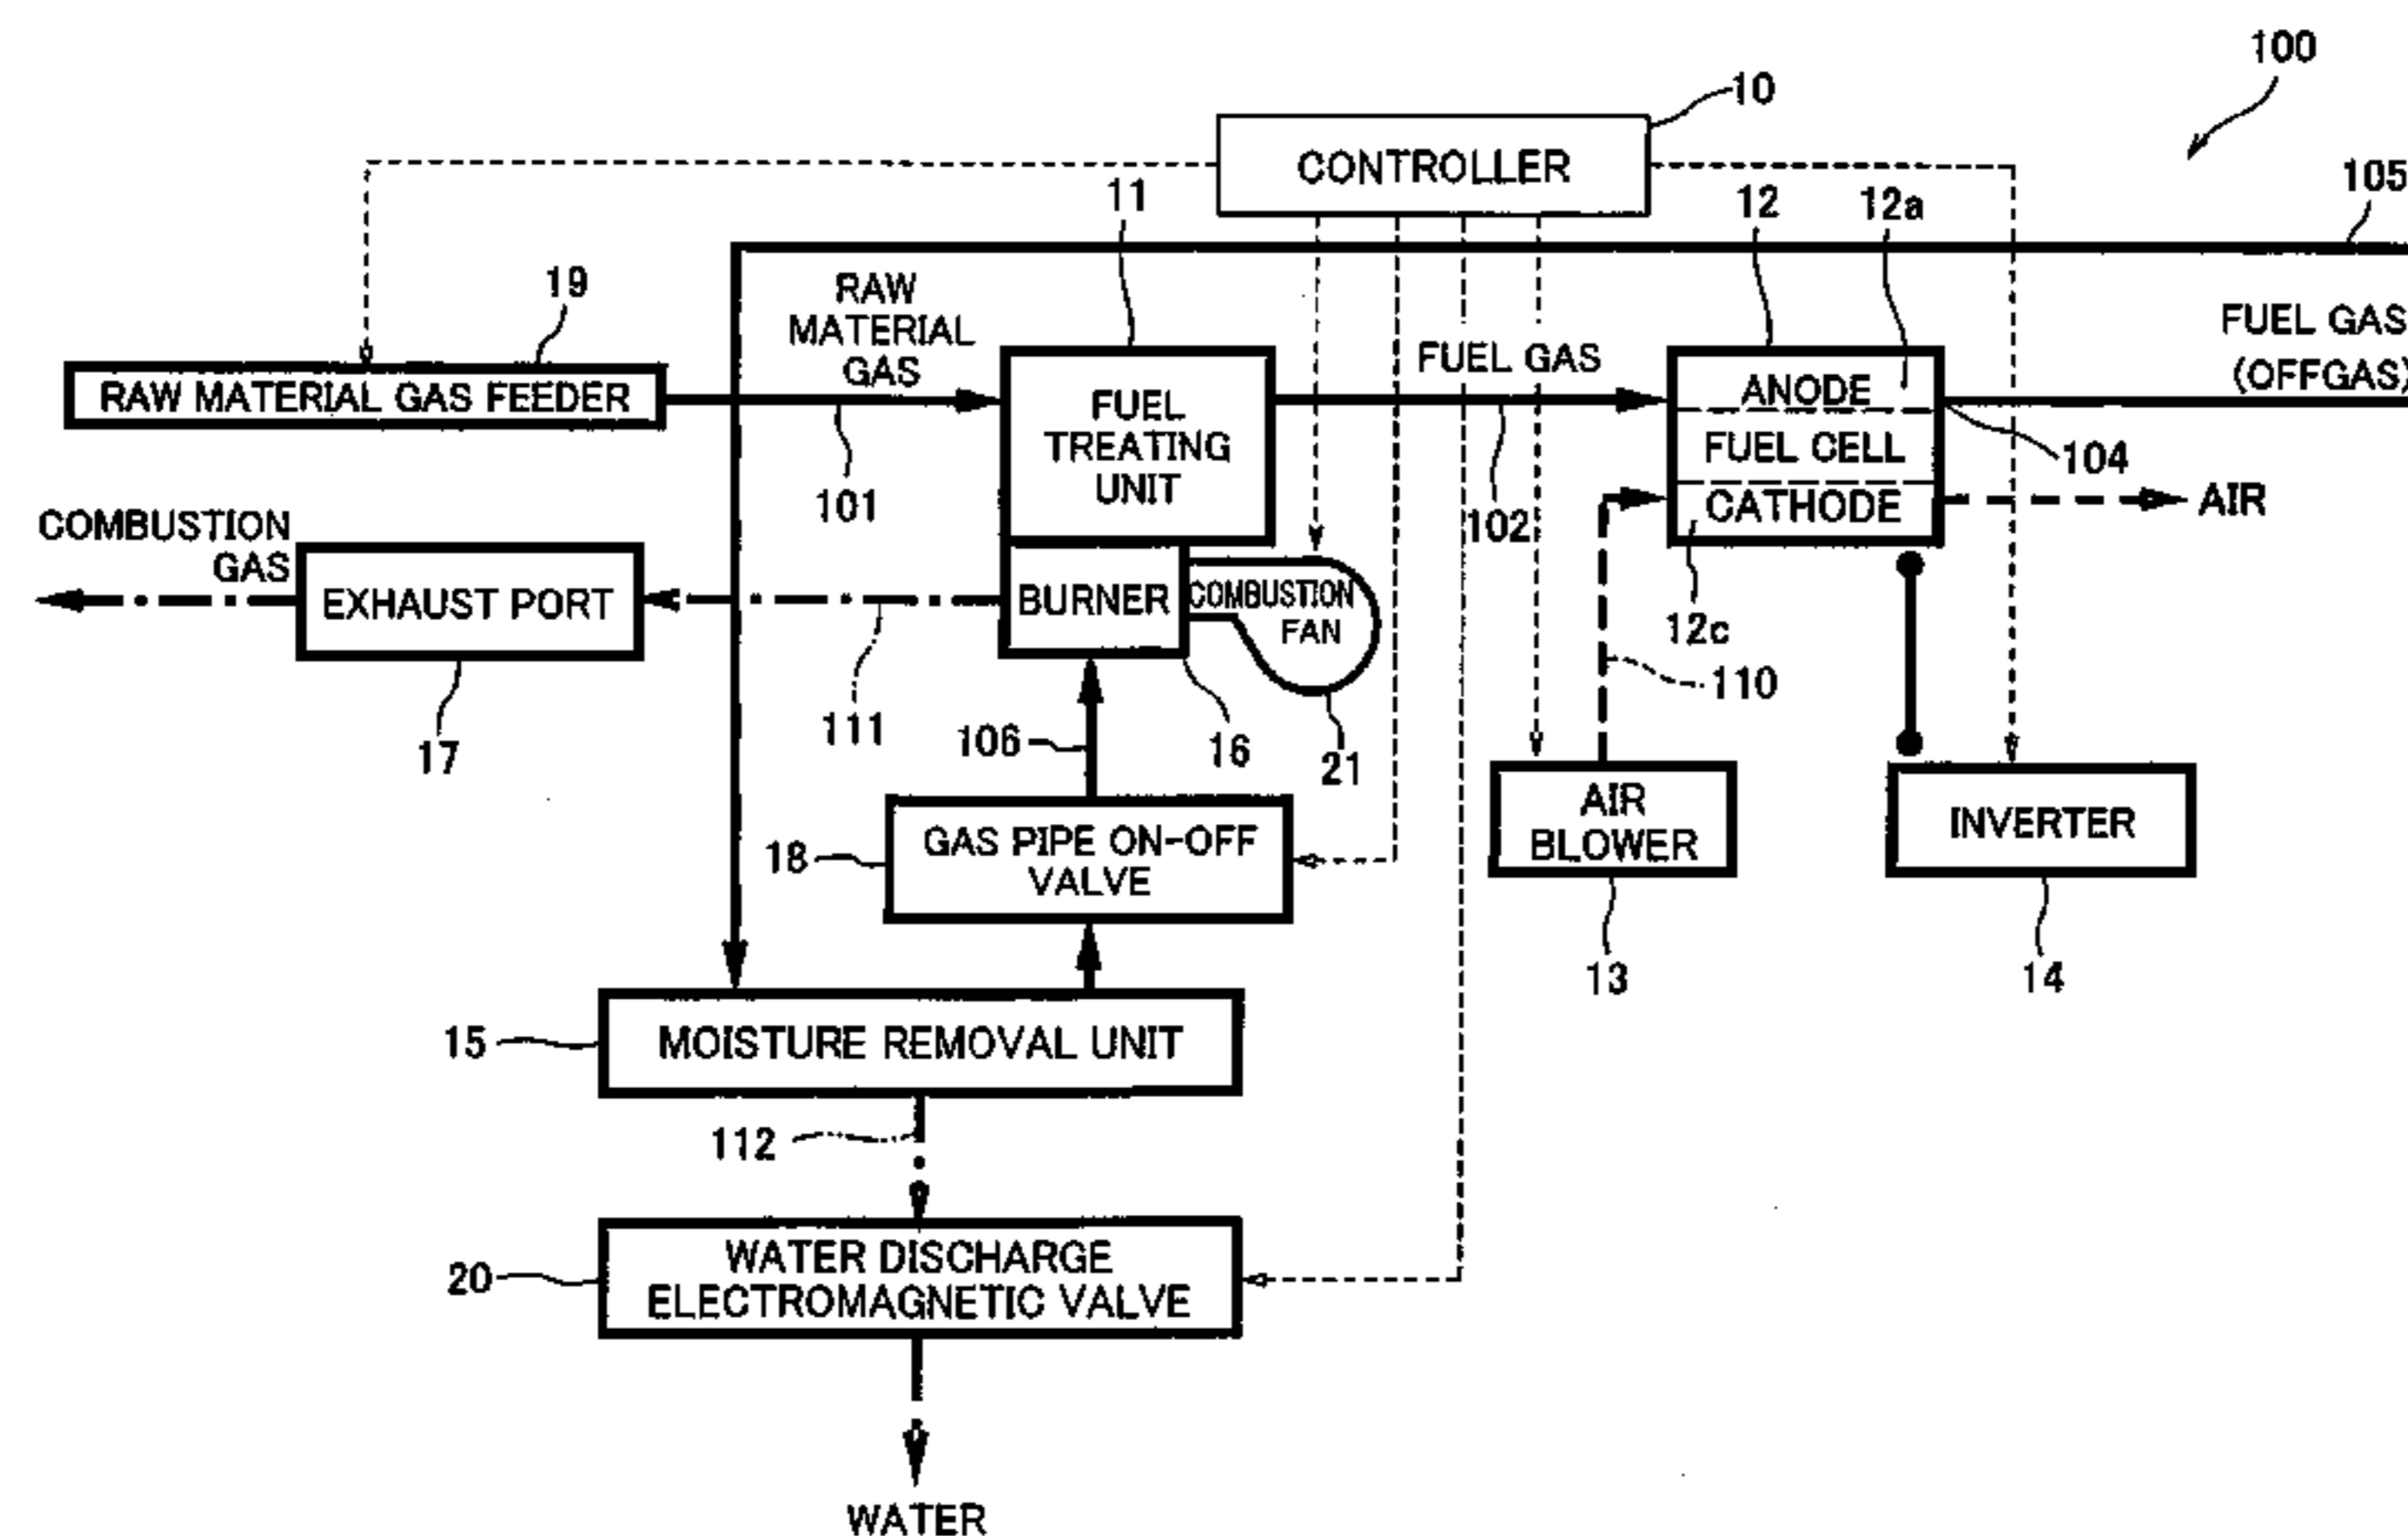 100
10
CONTROLLER
105
11
12
12a
19
RAW
MATERIAL
GAS
FUEL GAS
FUEL GAS
(OFFGAS)
RAW MATERIAL GAS FEEDER
FUEL
TREATING
UNIT
ANODE
FUEL CELL
CATHODE
104
101
102
AIR
COMBUSTION
GAS
EXHAUST PORT
BURNER
COMBUSTION
FAN
12c
110
111
106
16
21
17
18
GAS PIPE ON-OFF
VALVE
AIR
BLOWER
INVERTER
13
14
15
MOISTURE REMOVAL UNIT
112
20
WATER DISCHARGE
ELECTROMAGNETIC VALVE
WATER